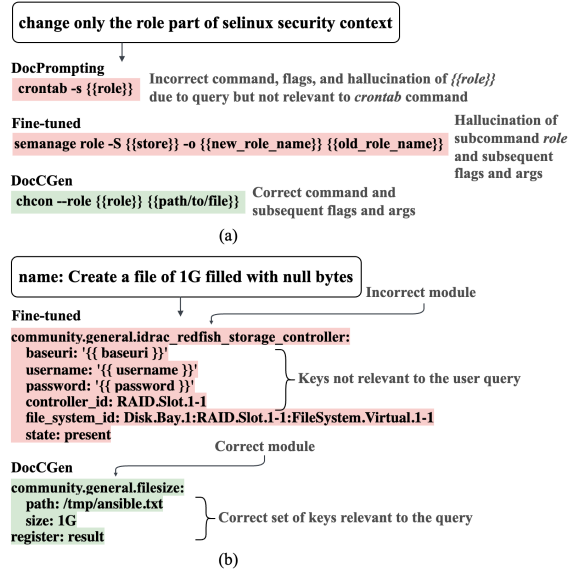 change only the role part of selinux security context
DocPrompting
crontab -s {{role}}
Incorrect command, flags, and hallucination of {{role}}
due to query but not relevant to crontab command
Fine-tuned
semanage role -S {{store}} -o {{new_role_name}} {{old_role_name}}
Hallucination of
subcommand role
and subsequent
flags and args
DocCGen
chcon --role {{role}} {{path/to/file}}
Correct command and
subsequent flags and args
(a)
name: Create a file of 1G filled with null bytes
Incorrect module
Fine-tuned
community.general.idrac_redfish_storage_controller:
baseuri: '{{ baseuri }}'
username: '{{ username }}'
password: '{{ password }}'
controller_id: RAID.Slot.1-1
Keys not relevant to the user query
file_system_id: Disk.Bay.1:RAID.Slot.1-1:FileSystem.Virtual.1-1
state: present
Correct module
DocCGen
community.general.filesize:
path: /tmp/ansible.txt
size: 1G
register: result
Correct set of keys relevant to the query
(b)